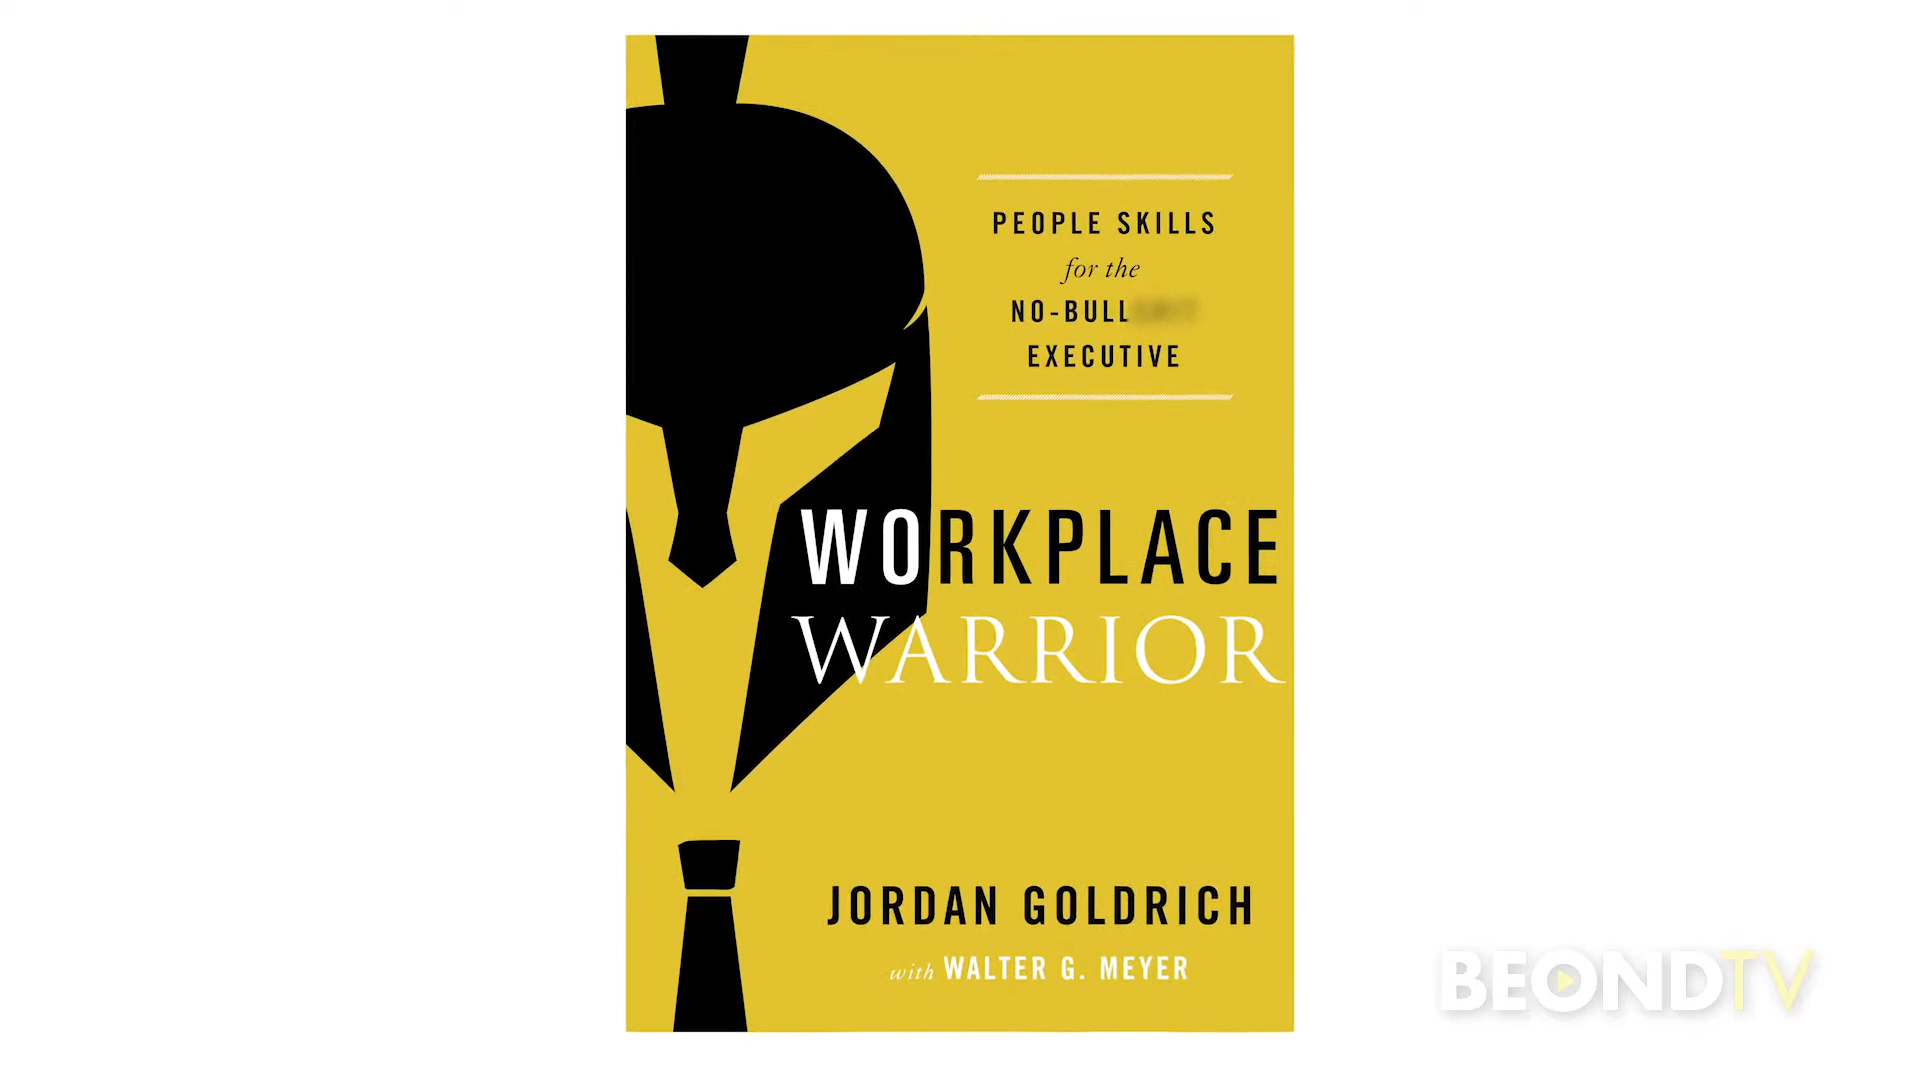 PEOPLE SKILLS
for the
NO-BULL
EXECUTIVE
WORKPLACE
WARRIOR
JORDAN GOLDRICH
with WALTER G. MEYER
BEONDTV